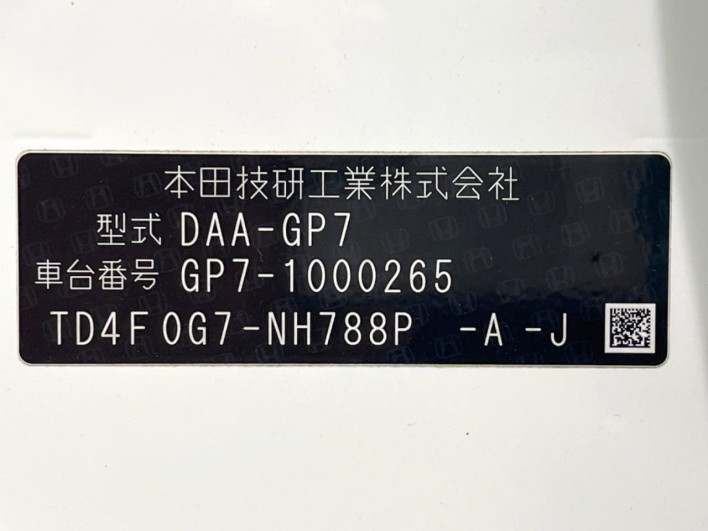 本田技研工業株式会社
型式 DAA-GP7
車台番号 GP7-1000265
TD4F0G7-NH788P -A -J